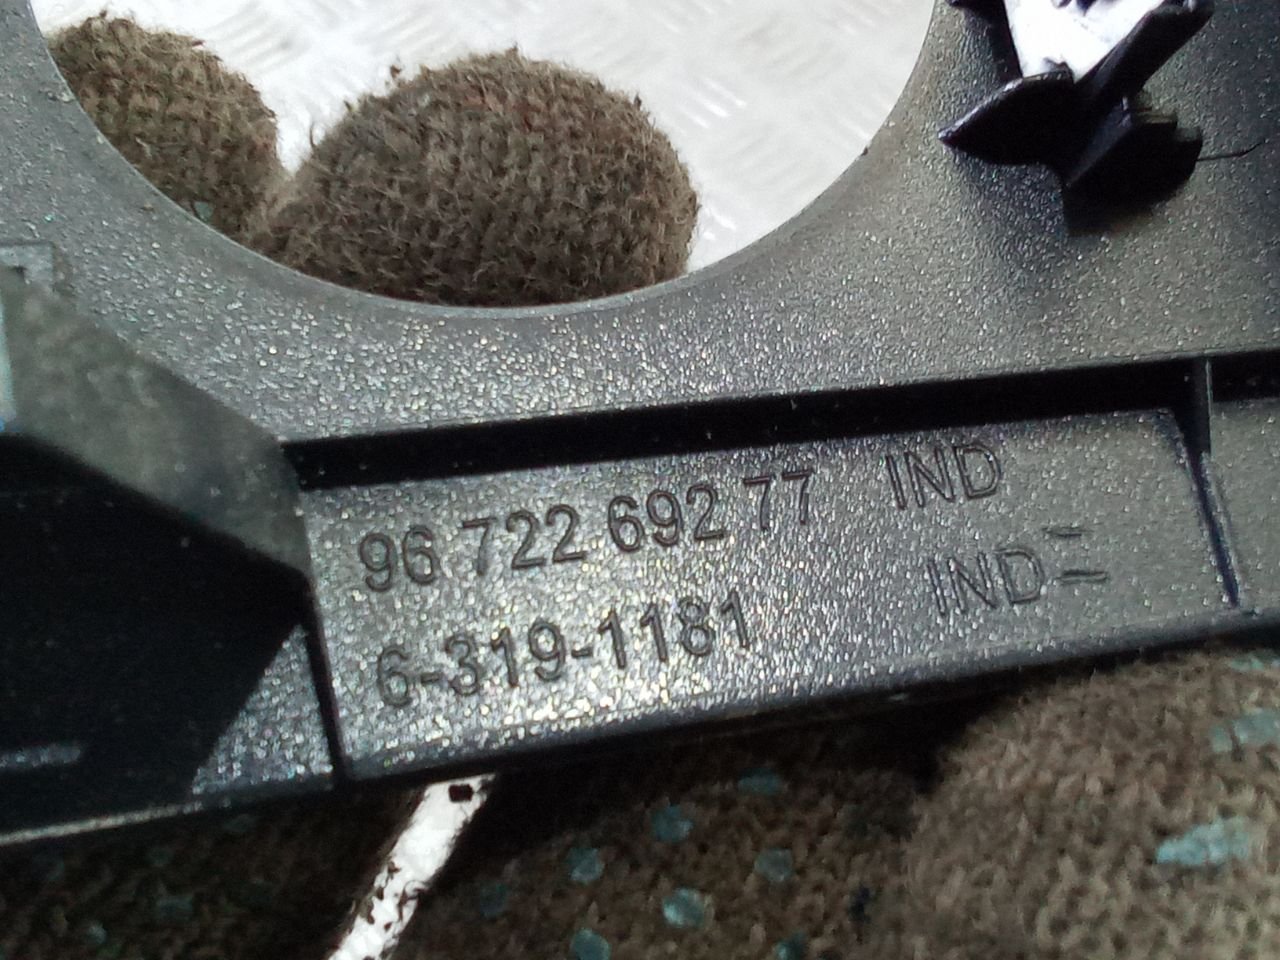 96 722 692 77 IND
6-319-1181 IND =